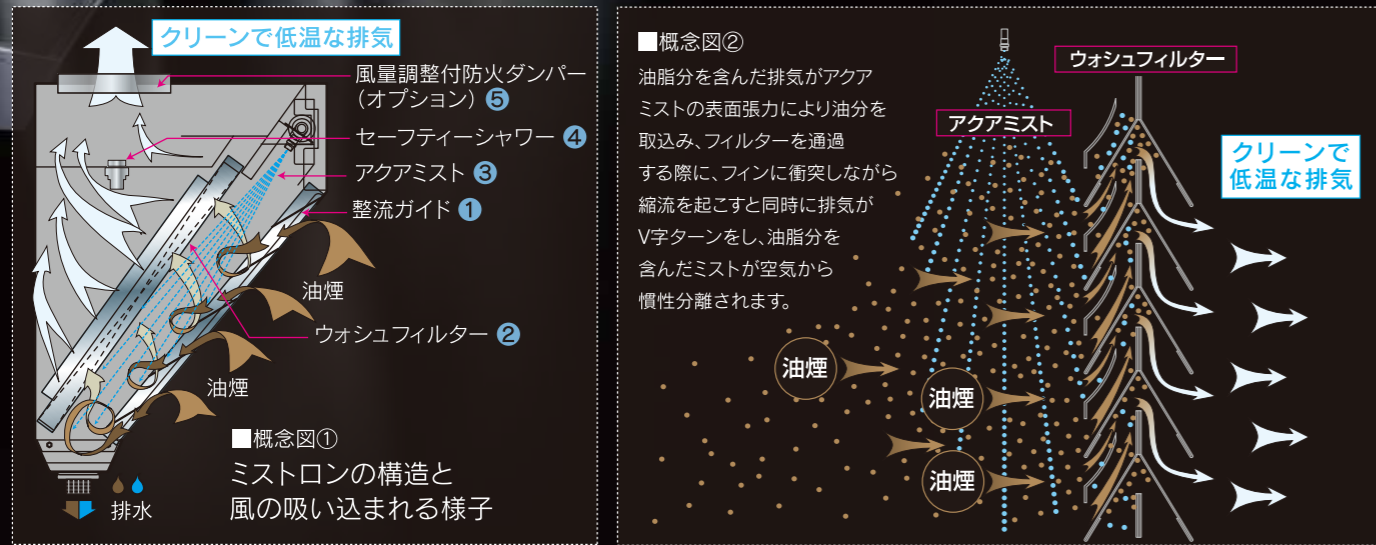 クリーンで低温な排気
風量調整付防火ダンパー
(オプション) ⑤
セーフティーシャワー ④
アクアミスト ③
整流ガイド ①
油煙
ウォシュフィルター ②
油煙
■概念図①
ミストロンの構造と
風の吸い込まれる様子
排水
■概念図②
油脂分を含んだ排気がアクア
ミストの表面張力により油分を
取込み、フィルターを通過
する際に、フィンに衝突しながら
縮流を起こすと同時に排気が
V字ターンをし、油脂分を
含んだミストが空気から
慣性分離されます。
ウォシュフィルター
アクアミスト
クリーンで
低温な排気
油煙
油煙
油煙